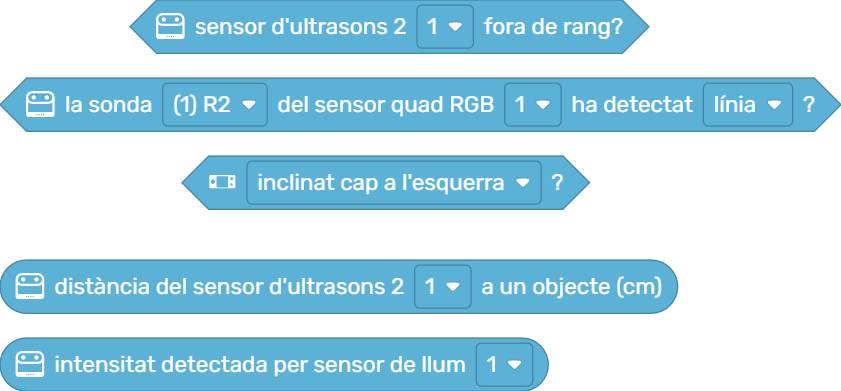 sensor d'ultrasons 2 1 fora de rang?
la sonda (1) R2 del sensor quad RGB 1 ha detectat línia ?
inclinat cap a l'esquerra ?
distància del sensor d'ultrasons 2 1 a un objecte (cm)
intensitat detectada per sensor de llum 1